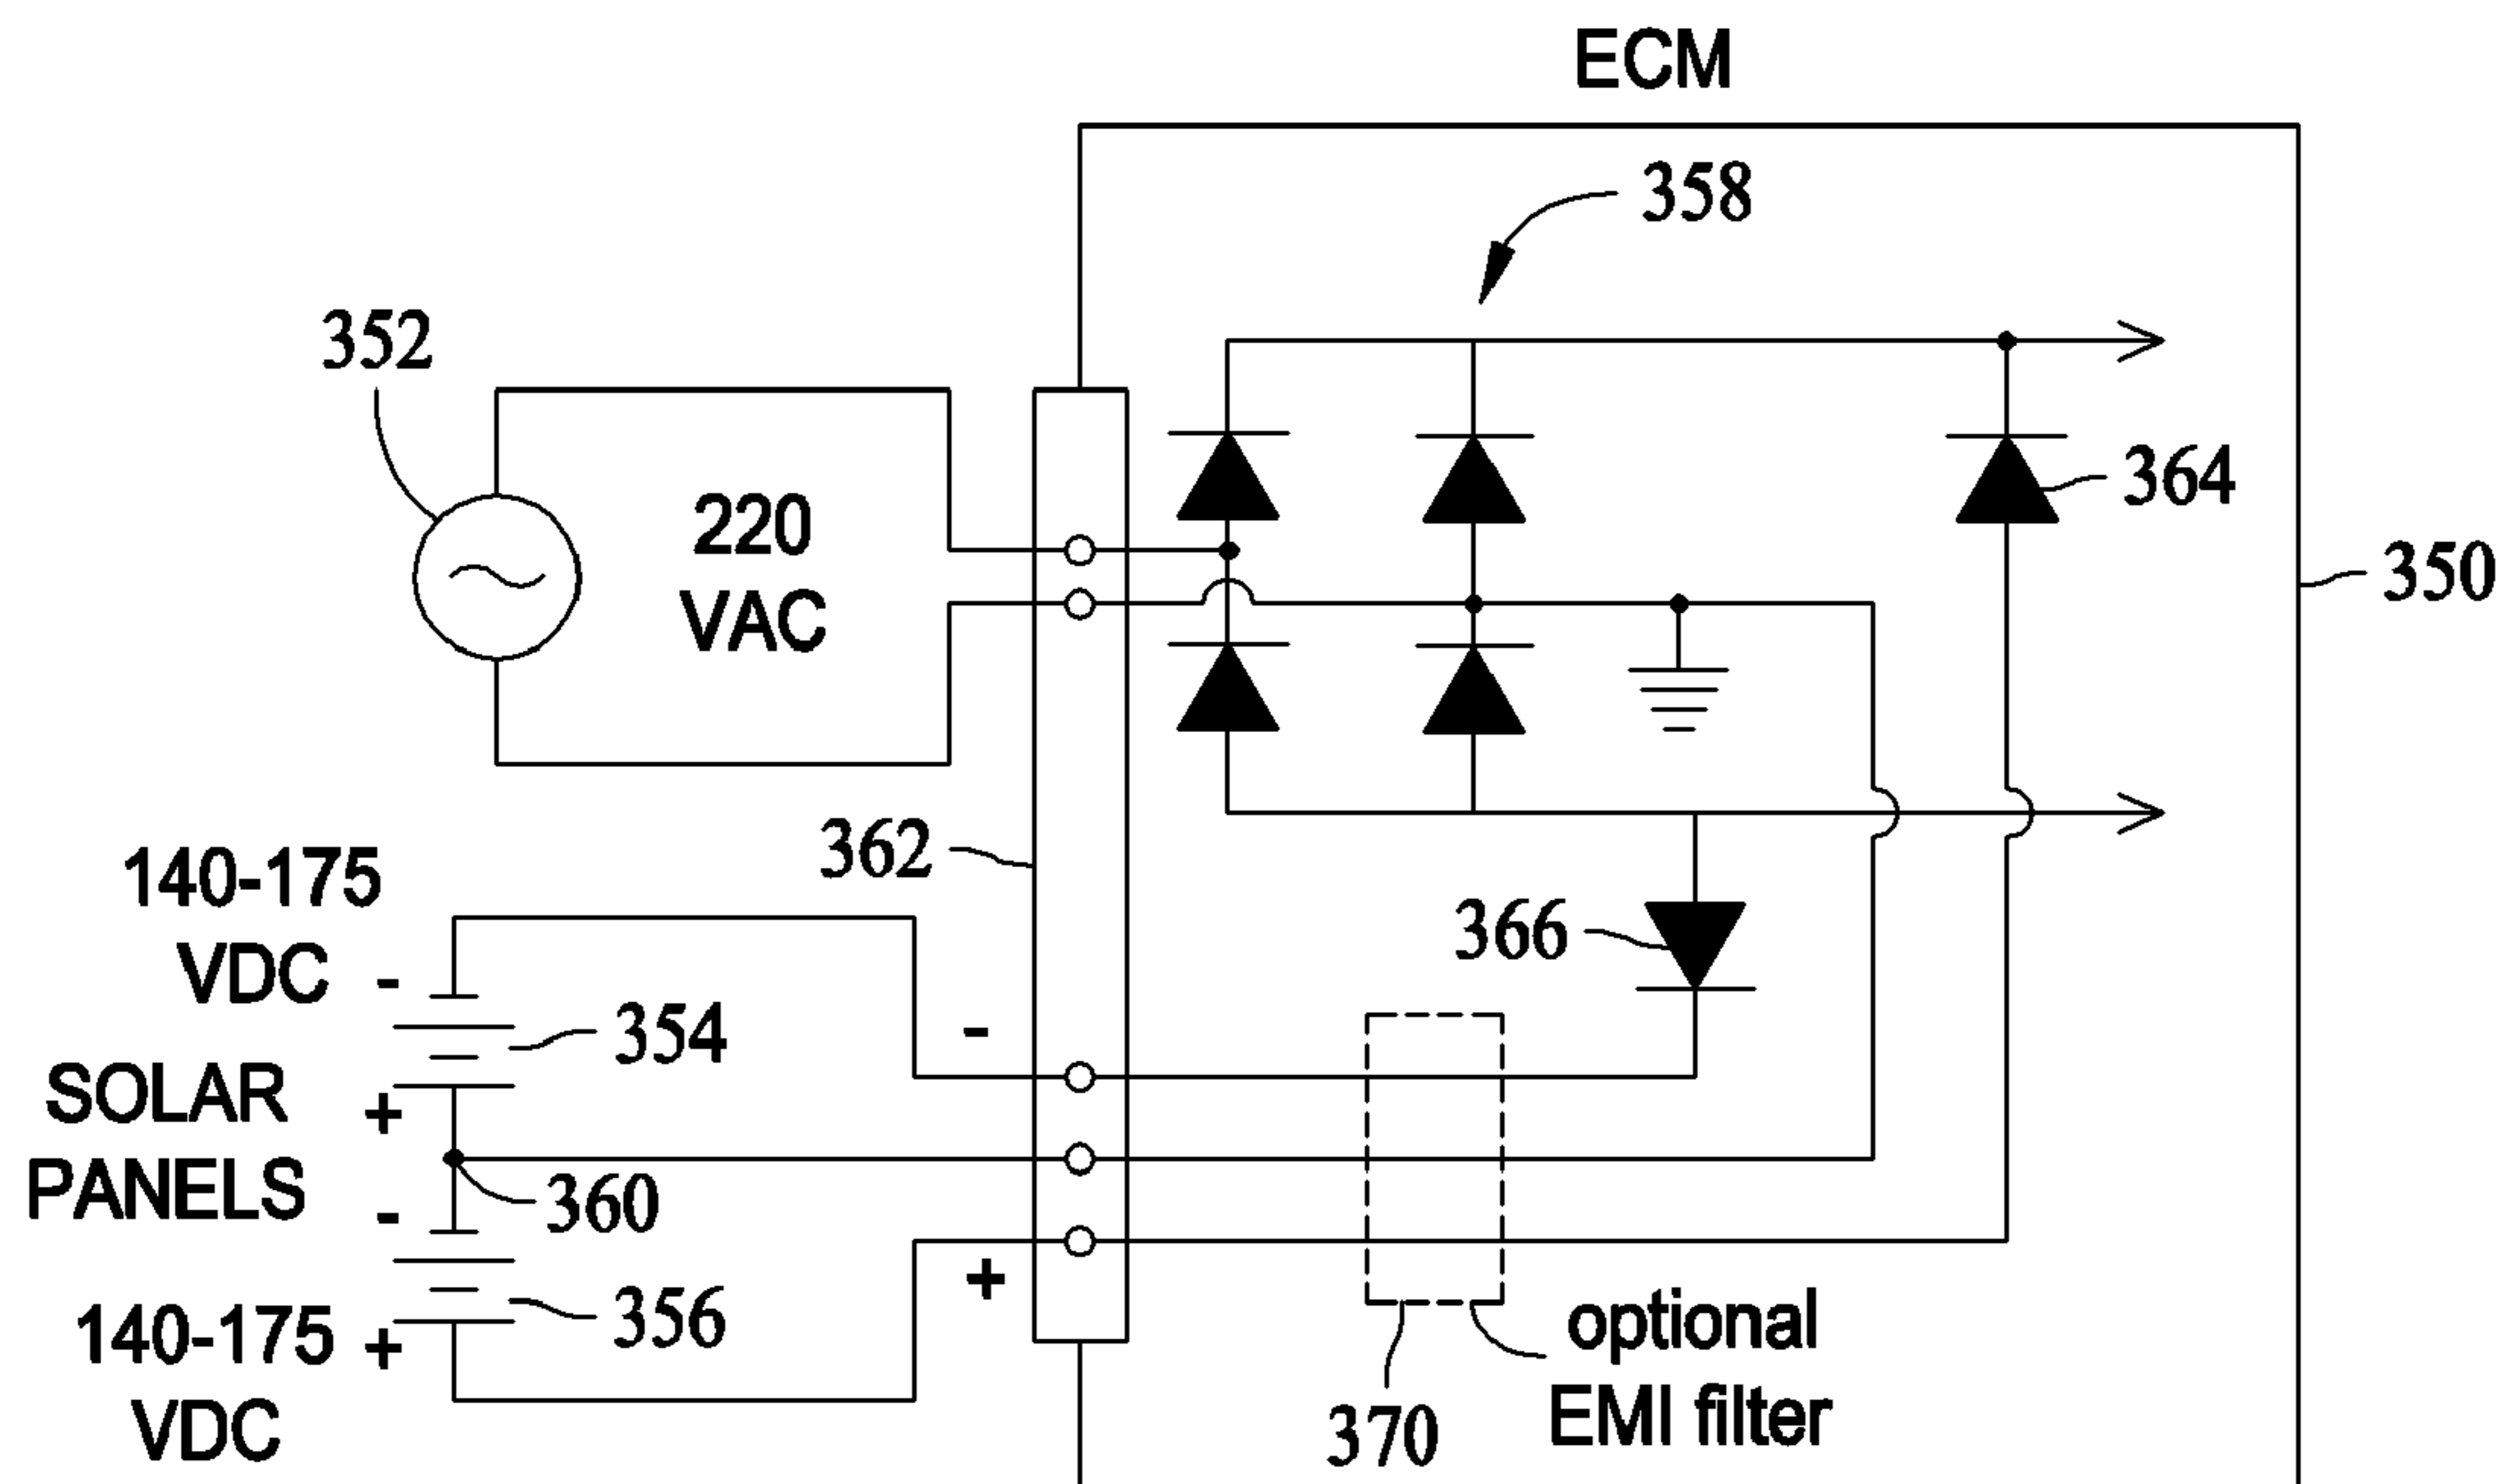 ECM
358
352
220
VAC
364
350
362
140-175
VDC
-
354
366
-
SOLAR
PANELS
+
360
-
+
356
140-175
VDC
+
optional
EMI filter
370